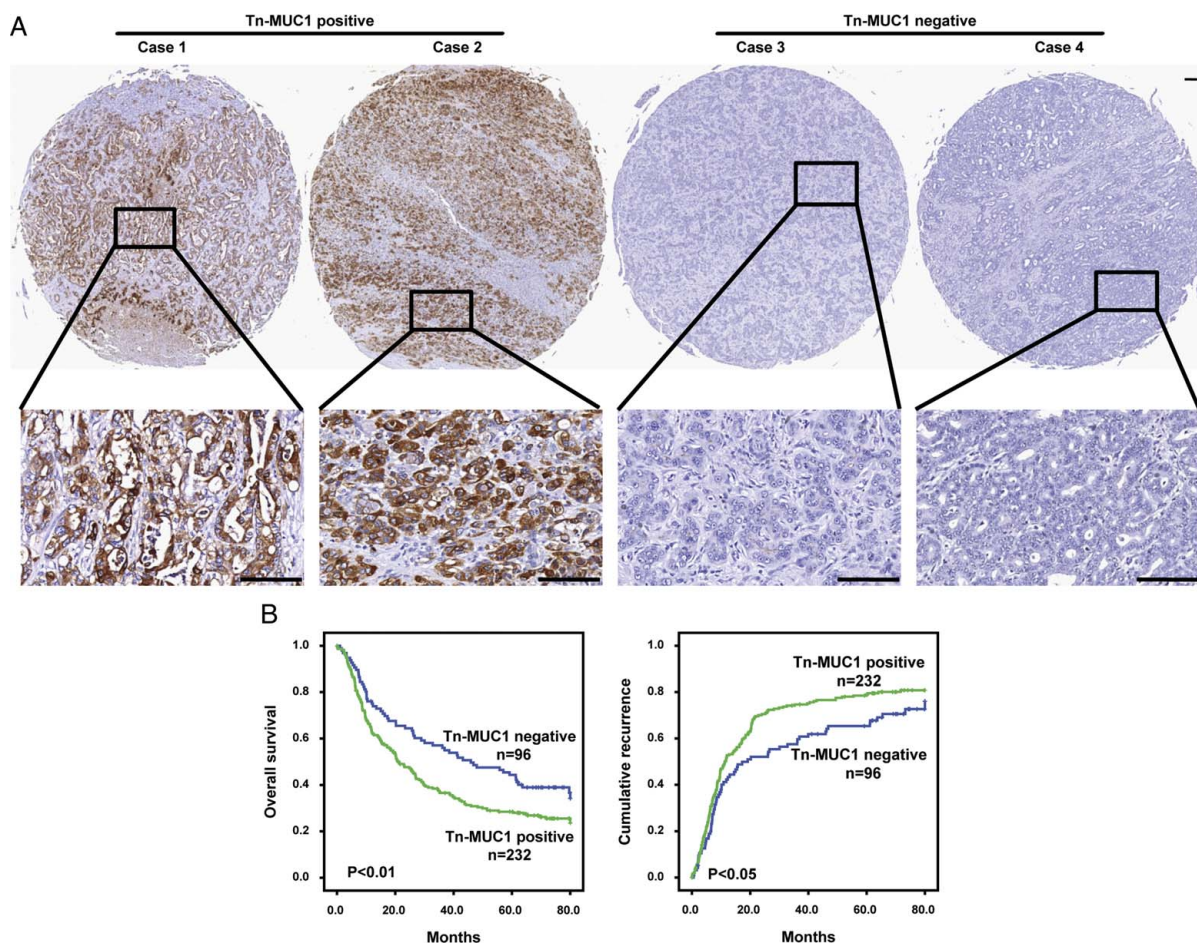 A
Tn-MUC1 positive
Tn-MUC1 negative
Case 1
Case 2
Case 3
Case 4
B
1.0
0.8
0.6
0.4
0.2
0.0
Overall survival
Tn-MUC1 negative
n=96
Tn-MUC1 positive
n=232
P<0.01
0.0
20.0
40.0
60.0
80.0
Months
1.0
0.8
0.6
0.4
0.2
0.0
Cumulative recurrence
Tn-MUC1 positive
n=232
Tn-MUC1 negative
n=96
P<0.05
0.0
20.0
40.0
60.0
80.0
Months